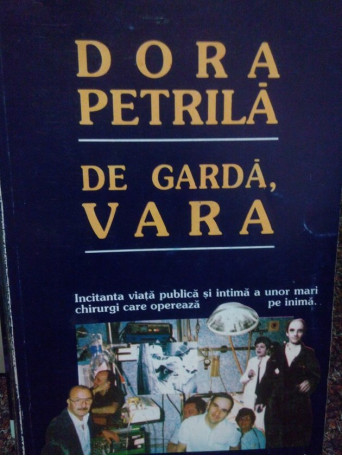 DORA
PETRILĂ
DE GARDĂ,
VARA
Incitanta viață publică și intimă a unor mari
chirurgi care operează pe inimă.